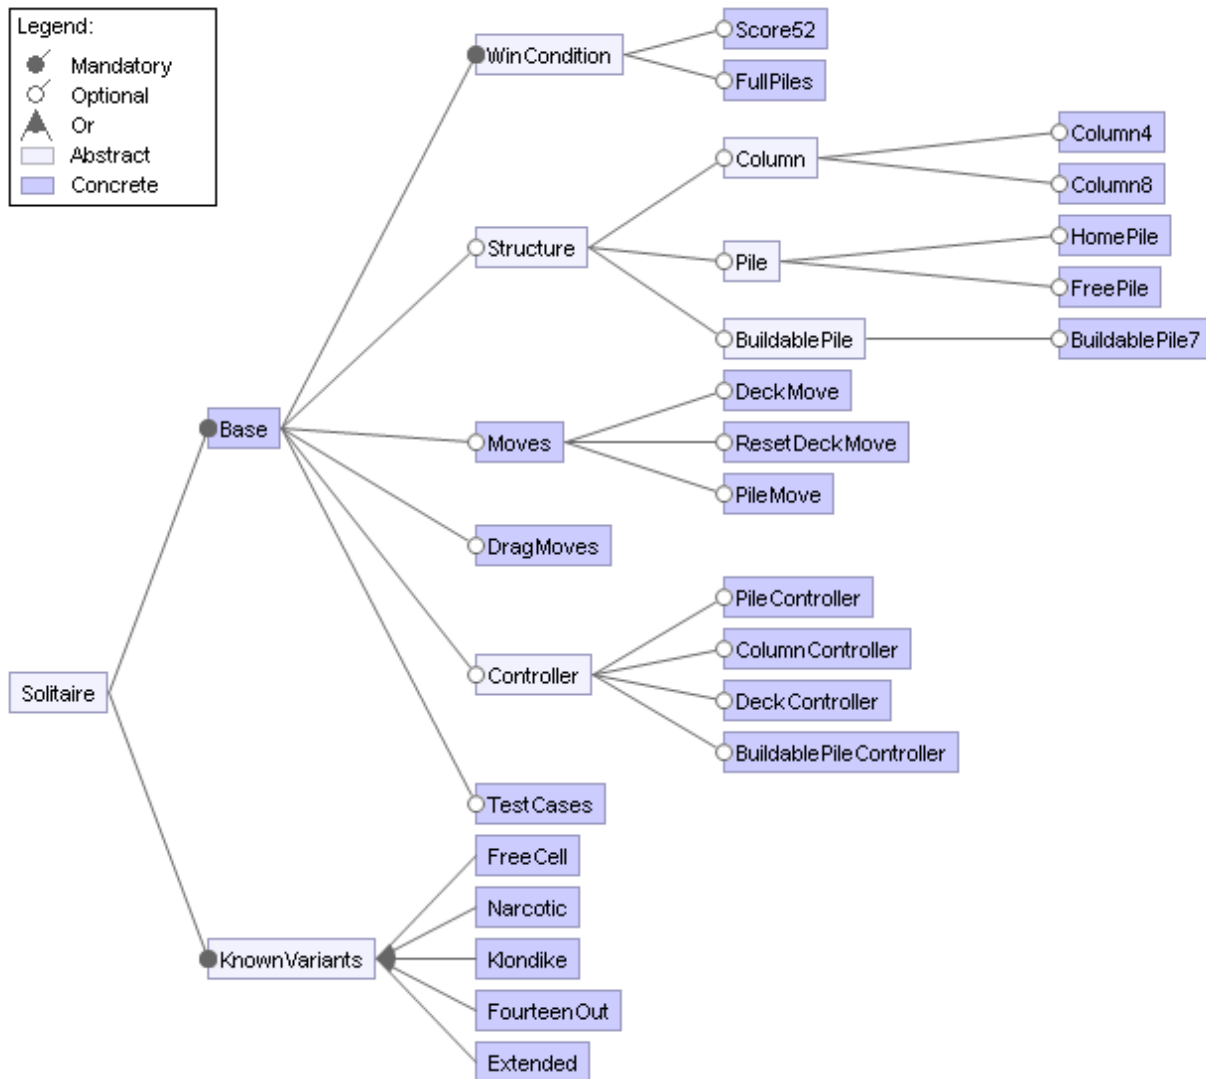 Legend:
Mandatory
Optional
Or
Abstract
Concrete
Solitaire
Base
WinCondition
Score52
FullPiles
Structure
Column
Column4
Column8
Pile
HomePile
FreePile
BuildablePile
BuildablePile7
Moves
DeckMove
ResetDeckMove
PileMove
DragMoves
Controller
PileController
ColumnController
DeckController
BuildablePileController
TestCases
KnownVariants
FreeCell
Narcotic
Klondike
FourteenOut
Extended